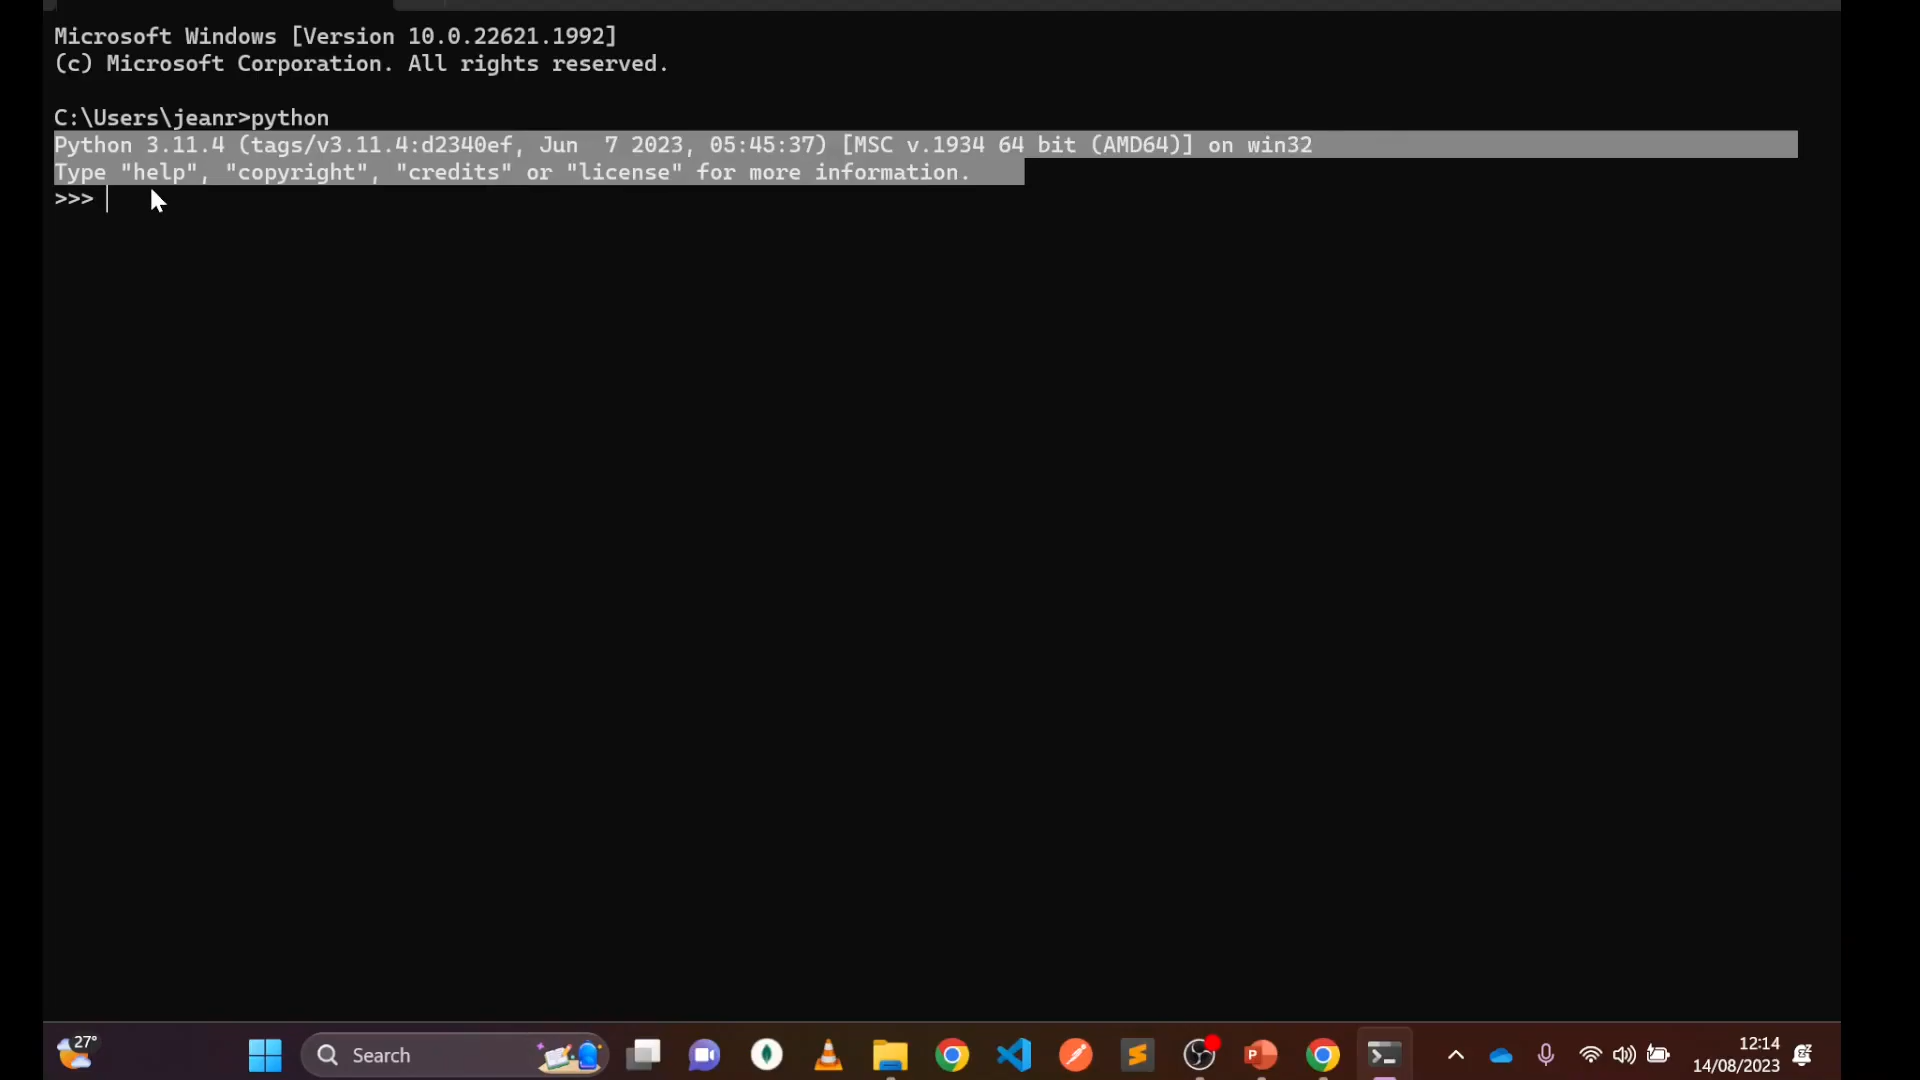 Microsoft Windows [Version 10.0.22621.1992]
(c) Microsoft Corporation. All rights reserved.
C:\Users\jeanr>python
Python 3.11.4 (tags/v3.11.4:d2340ef, Jun  7 2023, 05:45:37) [MSC v.1934 64 bit (AMD64)] on win32
Type "help", "copyright", "credits" or "license" for more information.
>>>
27°
Search
P
12:14
14/08/2023